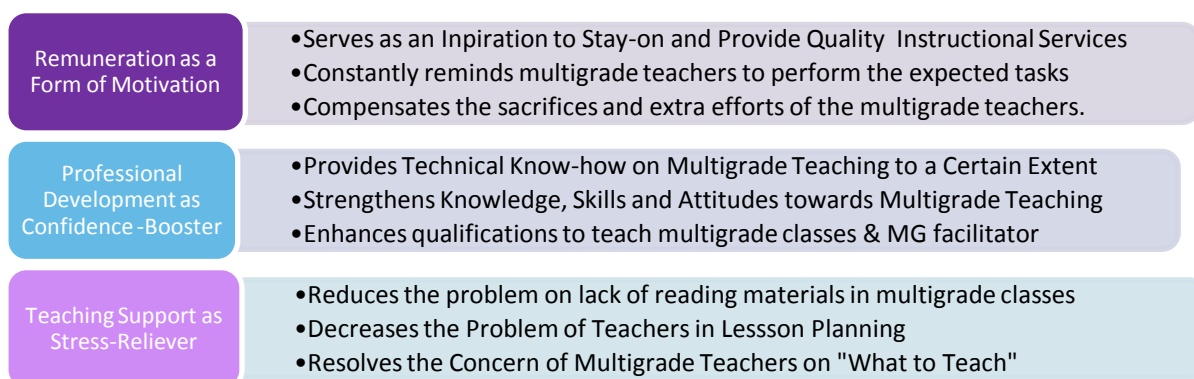 Remuneration as a
Form of Motivation
•Serves as an Inpiration to Stay-on and Provide Quality Instructional Services
•Constantly reminds multigrade teachers to perform the expected tasks
•Compensates the sacrifices and extra efforts of the multigrade teachers.
Professional
Development as
Confidence -Booster
•Provides Technical Know-how on Multigrade Teaching to a Certain Extent
•Strengthens Knowledge, Skills and Attitudes towards Multigrade Teaching
•Enhances qualifications to teach multigrade classes & MG facilitator
Teaching Support as
Stress-Reliever
•Reduces the problem on lack of reading materials in multigrade classes
•Decreases the Problem of Teachers in Lessson Planning
•Resolves the Concern of Multigrade Teachers on "What to Teach"